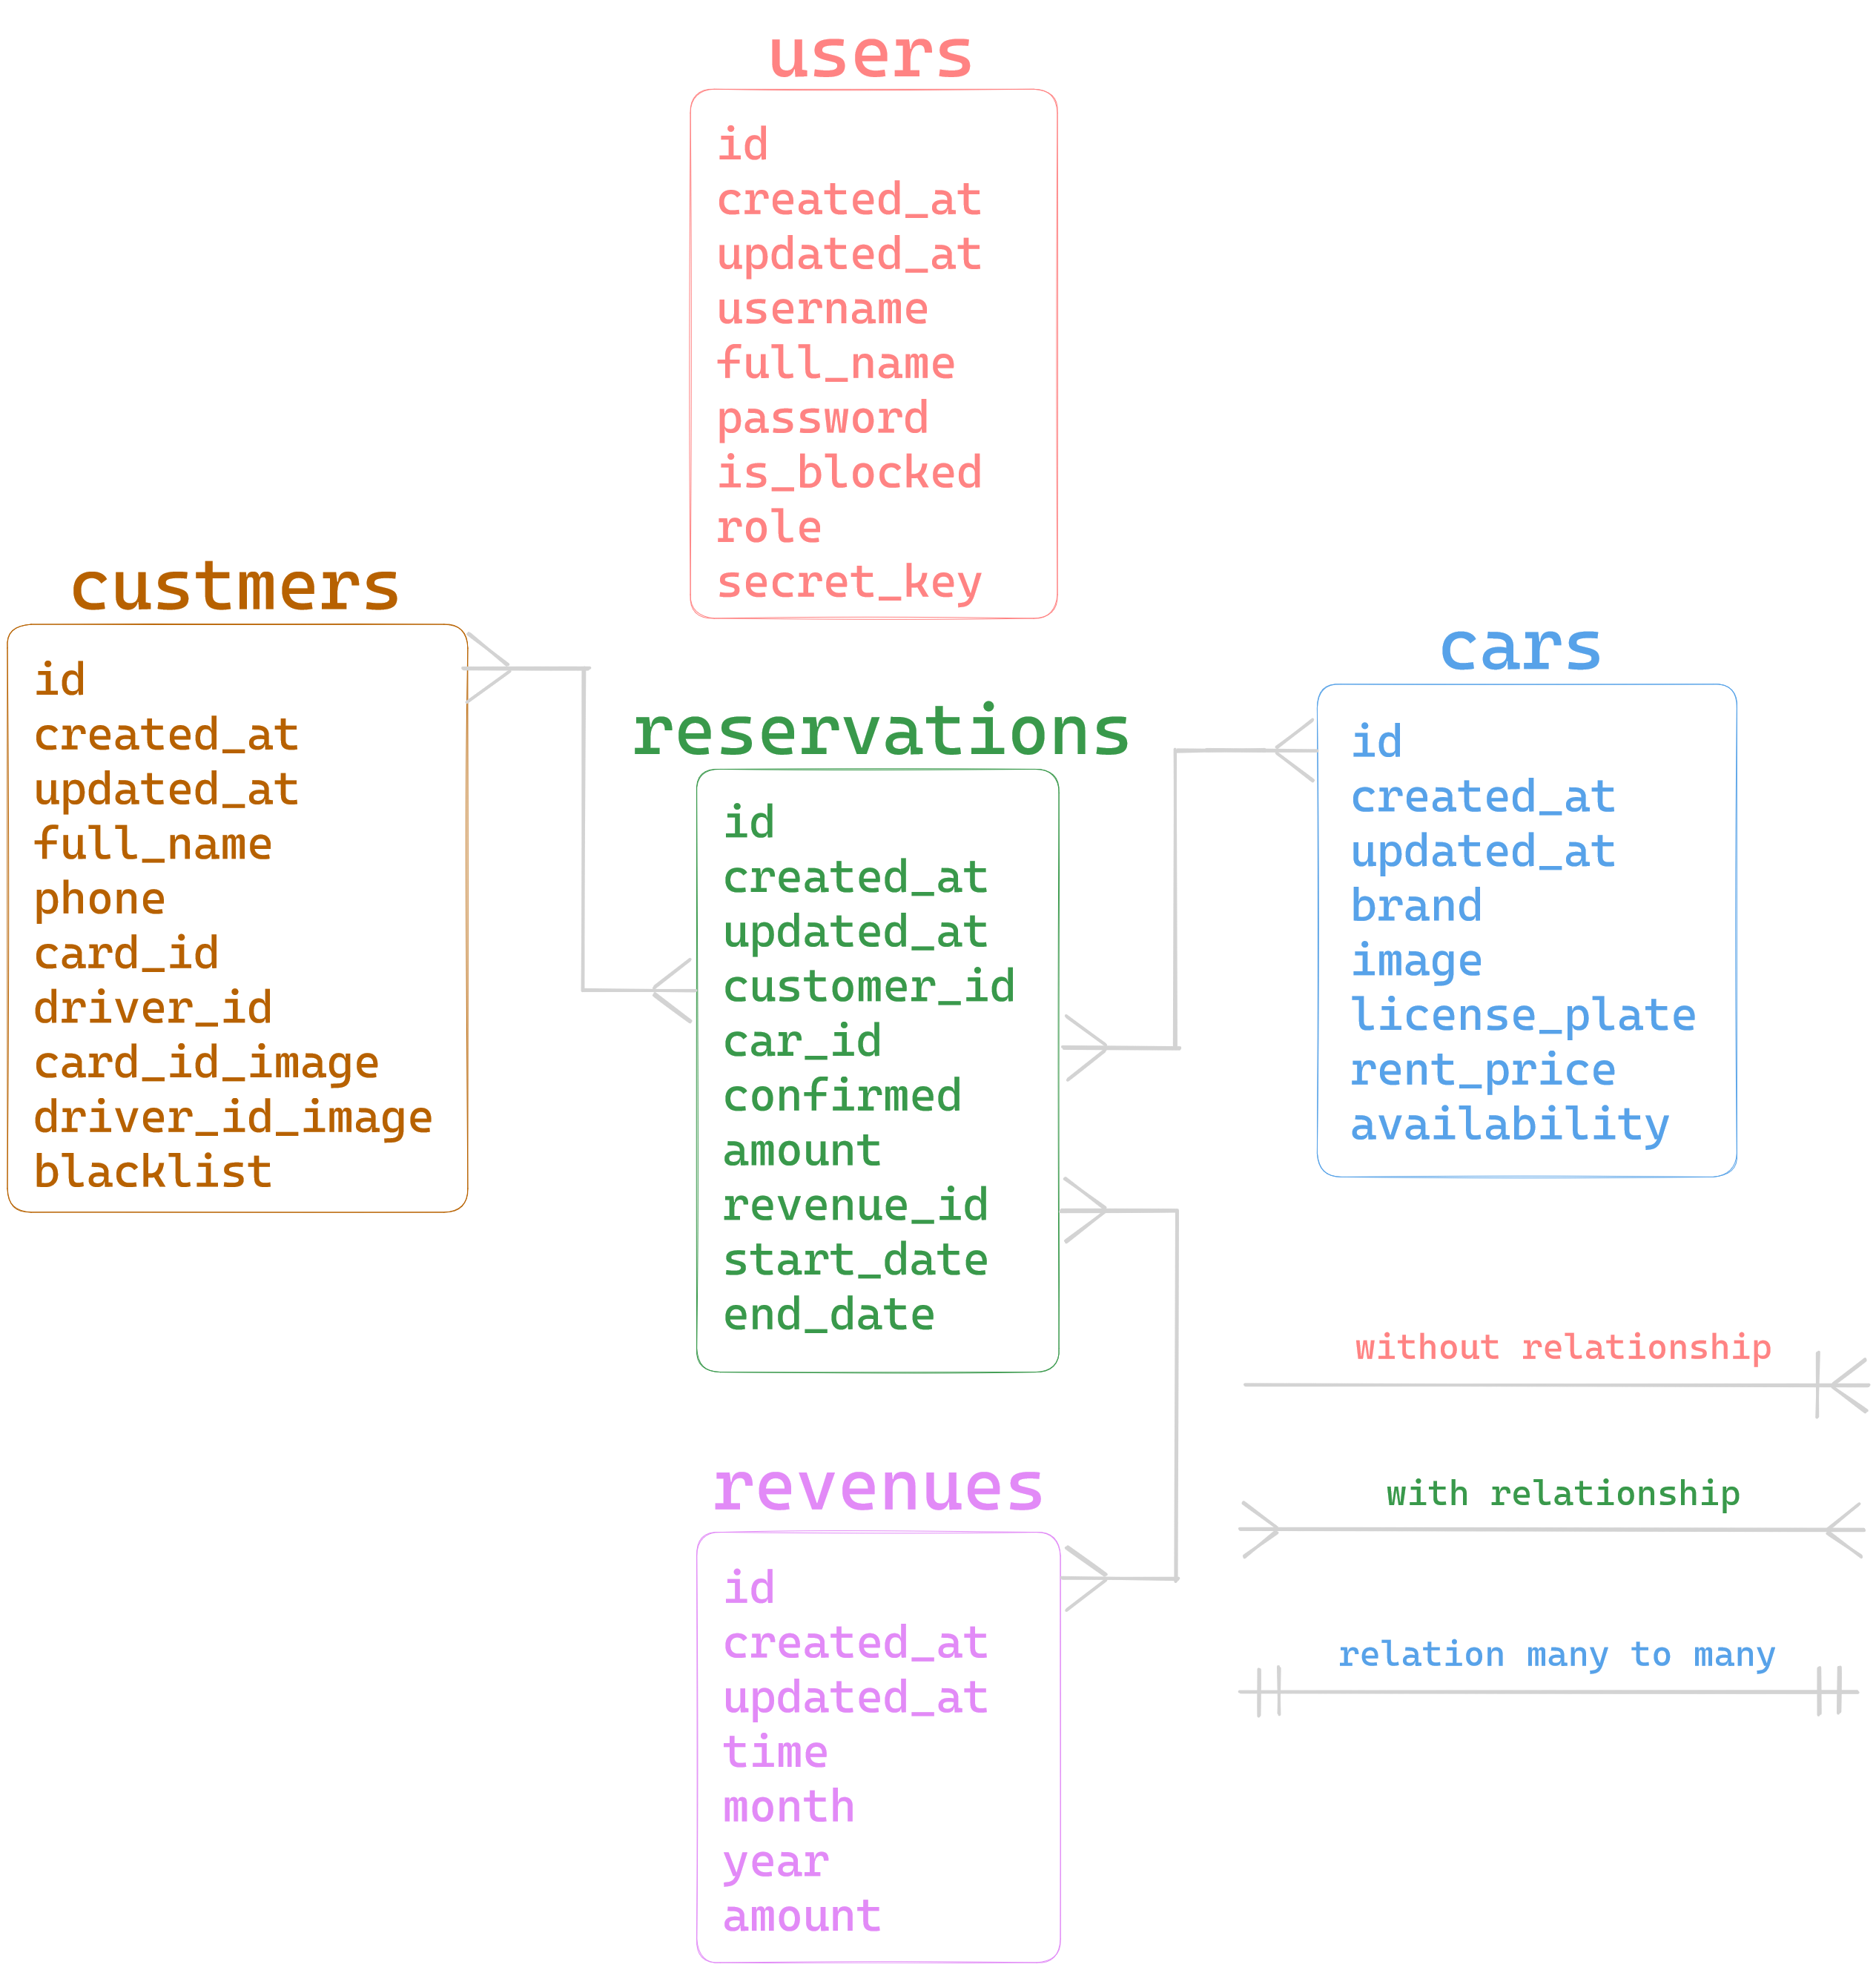 users
id
created_at
updated_at
username
full_name
password
is_blocked
role
secret_key
custmers
id
created_at
updated_at
full_name
phone
card_id
driver_id
card_id_image
driver_id_image
blacklist
reservations
id
created_at
updated_at
customer_id
car_id
confirmed
amount
revenue_id
start_date
end_date
cars
id
created_at
updated_at
brand
image
license_plate
rent_price
availability
revenues
id
created_at
updated_at
time
month
year
amount
without relationship
with relationship
relation many to many